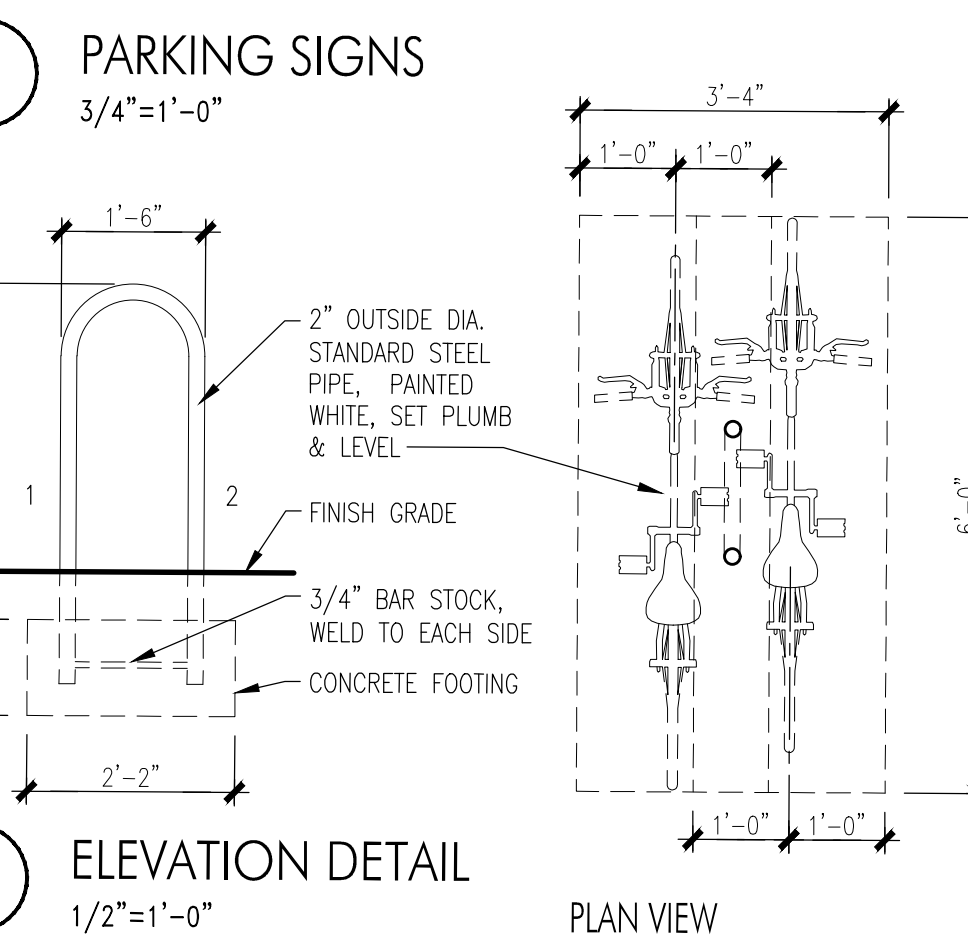 PARKING SIGNS
3/4"=1'-0"
3'-4"
1'-0"
1'-0"
1'-6"
2" OUTSIDE DIA.
STANDARD STEEL
PIPE, PAINTED
WHITE, SET PLUMB
& LEVEL
1
2
FINISH GRADE
6'-0"
3/4" BAR STOCK,
WELD TO EACH SIDE
CONCRETE FOOTING
2'-2"
1'-0"
1'-0"
ELEVATION DETAIL
1/2"=1'-0"
PLAN VIEW